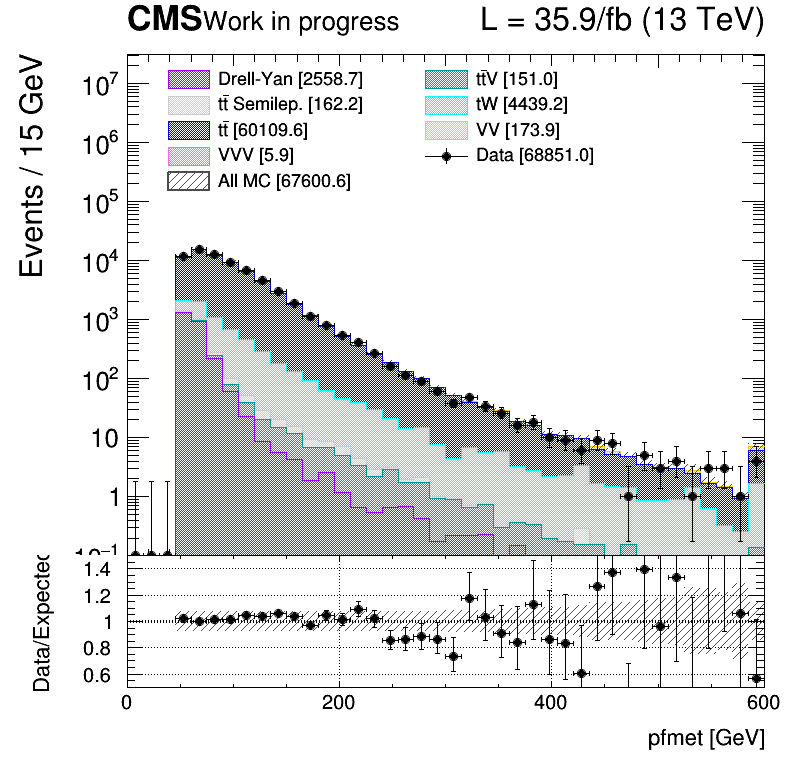 CMS Work in progress L = 35.9/fb (13 TeV)
Events / 15 GeV
Drell-Yan [2558.7]
tt̄ Semilep. [162.2]
tt̄ [60109.6]
VVV [5.9]
All MC [67600.6]
tt̄V [151.0]
tW [4439.2]
VV [173.9]
Data [68851.0]
10⁷
10⁶
10⁵
10⁴
10³
10²
10
1
10⁻¹
Data/Expected
1.4
1.2
1
0.8
0.6
0 200 400 600
pfmet [GeV]